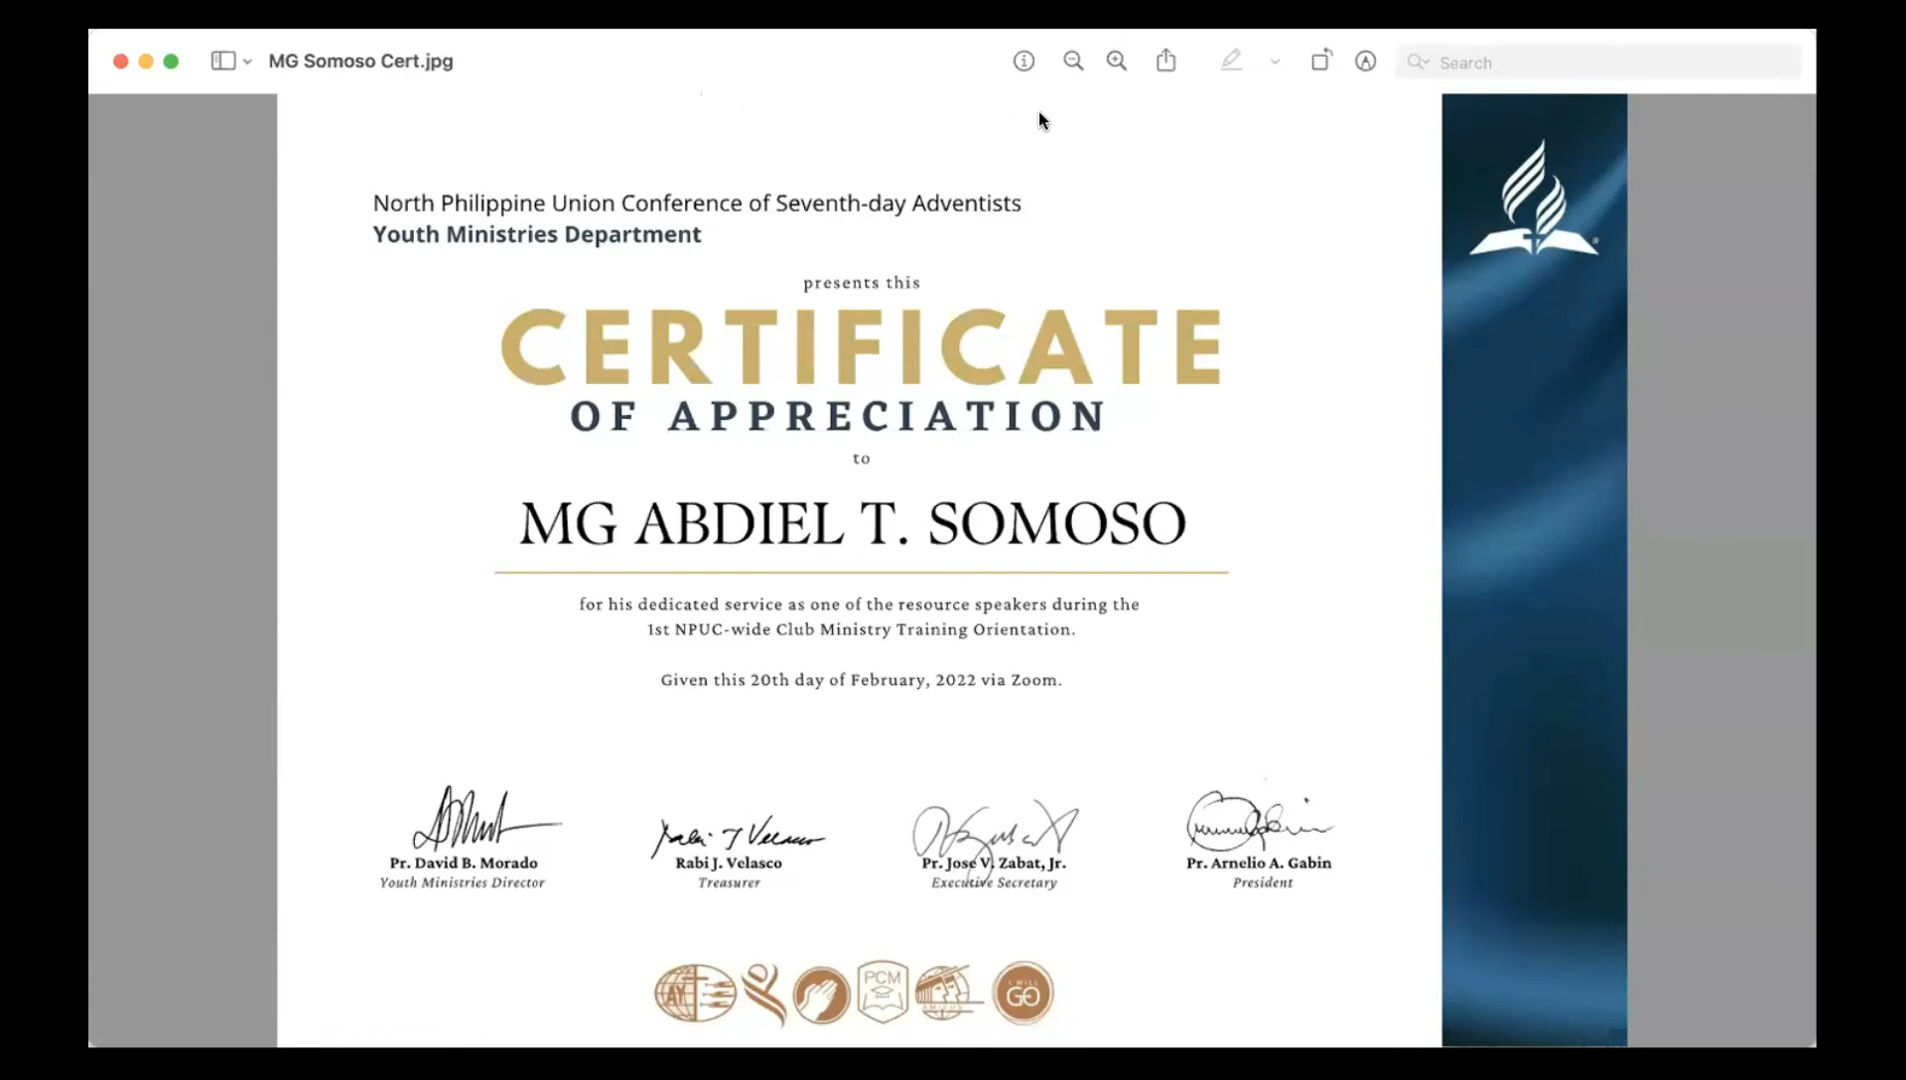 MG Somoso Cert.jpg
Search
North Philippine Union Conference of Seventh-day Adventists
Youth Ministries Department
presents this
CERTIFICATE
OF APPRECIATION
to
MG ABDIEL T. SOMOSO
for his dedicated service as one of the resource speakers during the
1st NPUC-wide Club Ministry Training Orientation.
Given this 20th day of February, 2022 via Zoom.
Pr. David B. Morado
Youth Ministries Director
Rabi J. Velasco
Treasurer
Pr. Jose V. Zabat, Jr.
Executive Secretary
Pr. Arnelio A. Gabin
President
AY
PCM
I WILL
GO